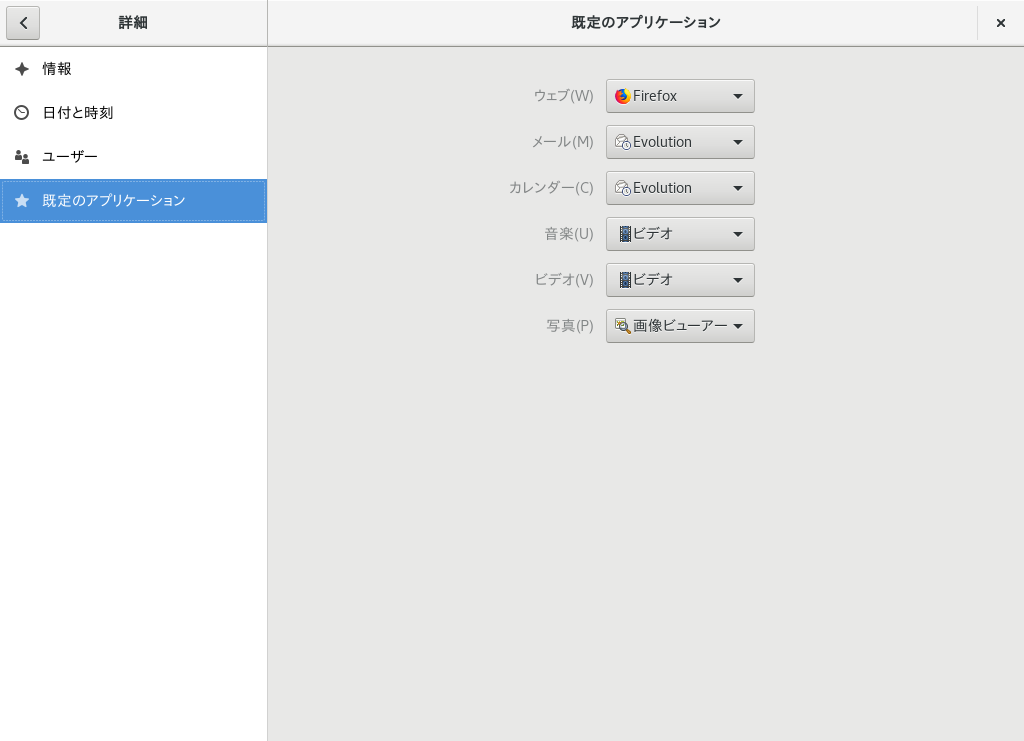 詳細
既定のアプリケーション
情報
日付と時刻
ユーザー
既定のアプリケーション
ウェブ(W) Firefox
メール(M) Evolution
カレンダー(C) Evolution
音楽(U) ビデオ
ビデオ(V) ビデオ
写真(P) 画像ビューアー